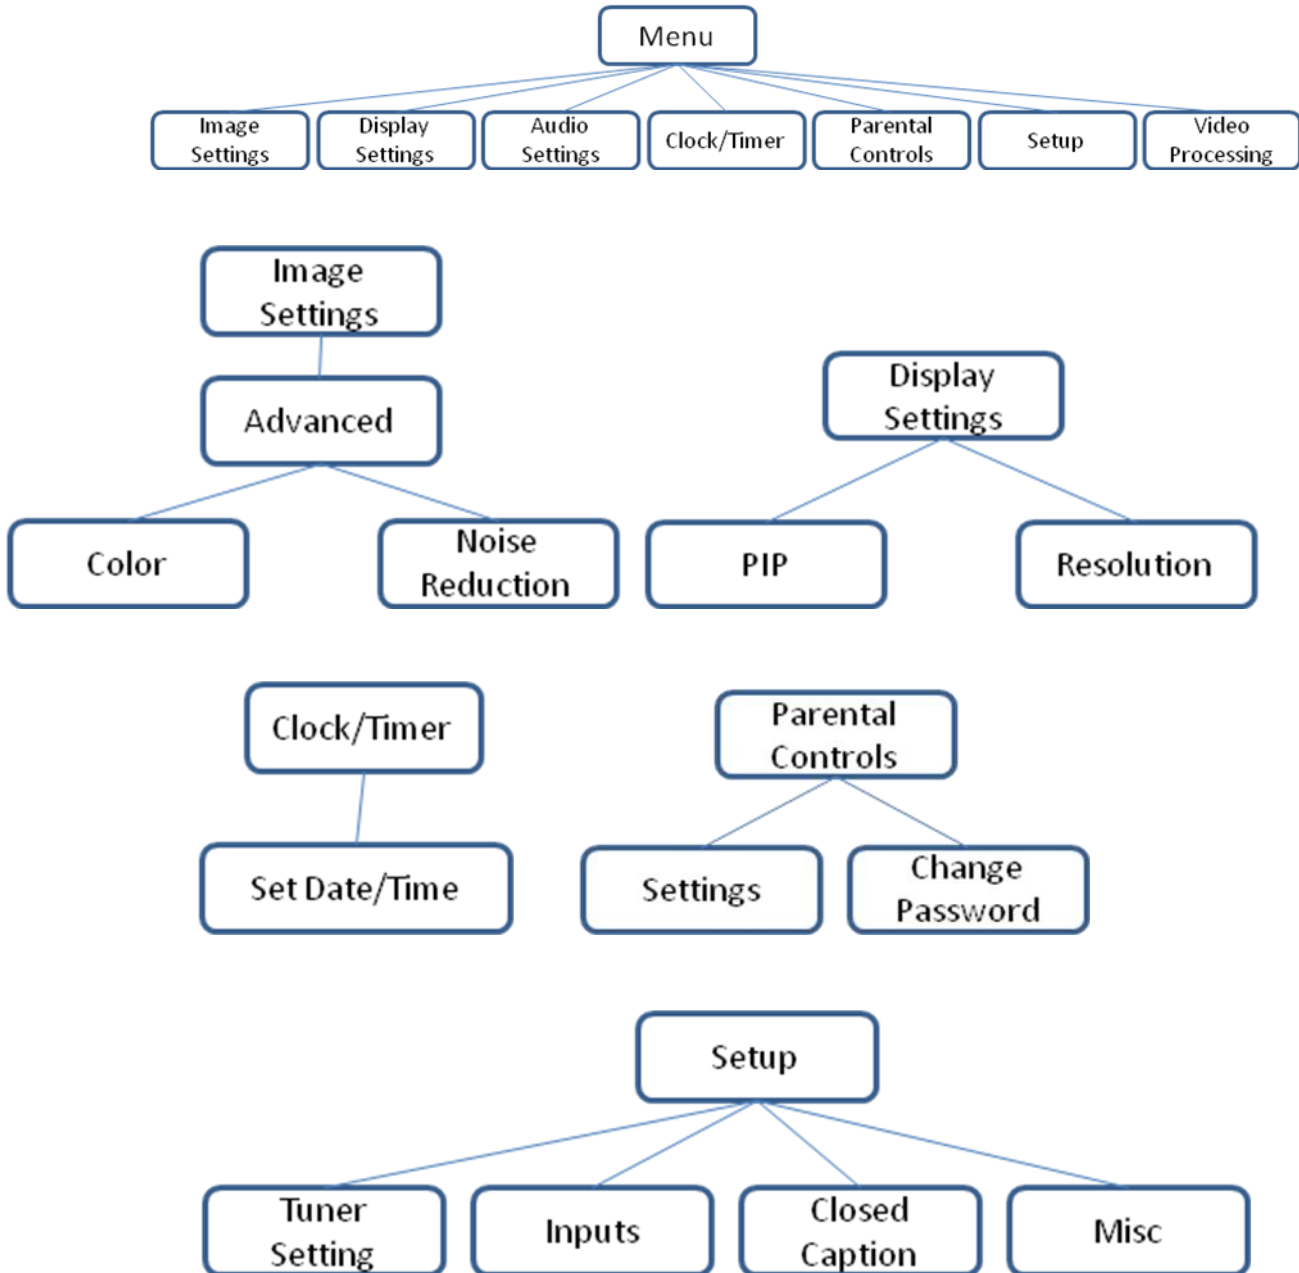 Menu
Image
Settings
Display
Settings
Audio
Settings
Clock/Timer
Parental
Controls
Setup
Video
Processing
Image
Settings
Advanced
Color
Noise
Reduction
Display
Settings
PIP
Resolution
Clock/Timer
Set Date/Time
Parental
Controls
Settings
Change
Password
Setup
Tuner
Setting
Inputs
Closed
Caption
Misc